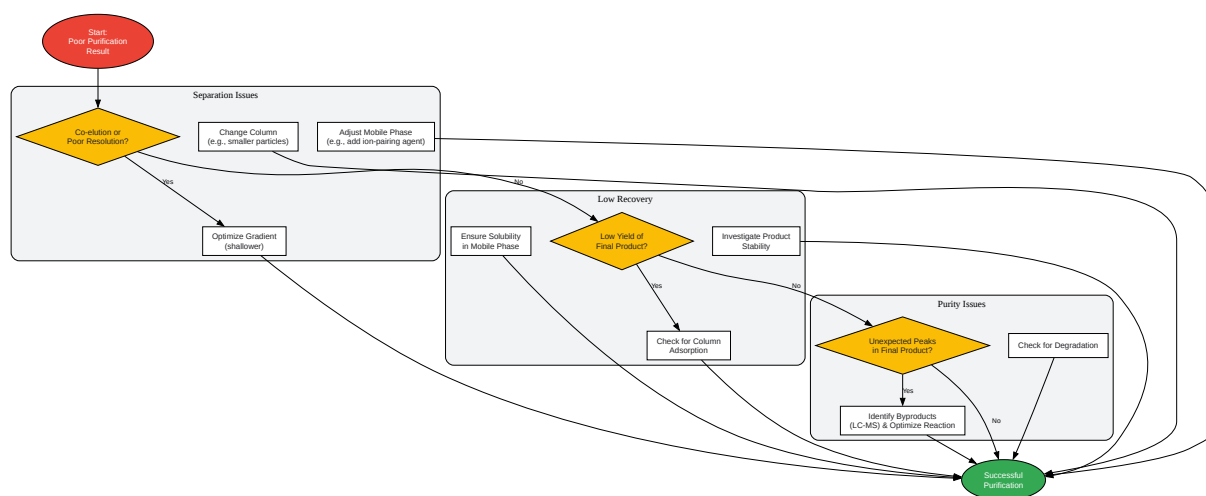 Start:
Poor Purification
Result
Separation Issues
Co-elution or
Poor Resolution?
Change Column
(e.g., smaller particles)
Adjust Mobile Phase
(e.g., add ion-pairing agent)
Yes
No
Optimize Gradient
(shallower)
Low Recovery
Ensure Solubility
in Mobile Phase
Low Yield of
Final Product?
Investigate Product
Stability
Yes
No
Check for Column
Adsorption
Purity Issues
Unexpected Peaks
in Final Product?
Check for Degradation
Yes
No
Identify Byproducts
(LC-MS) & Optimize Reaction
Successful
Purification